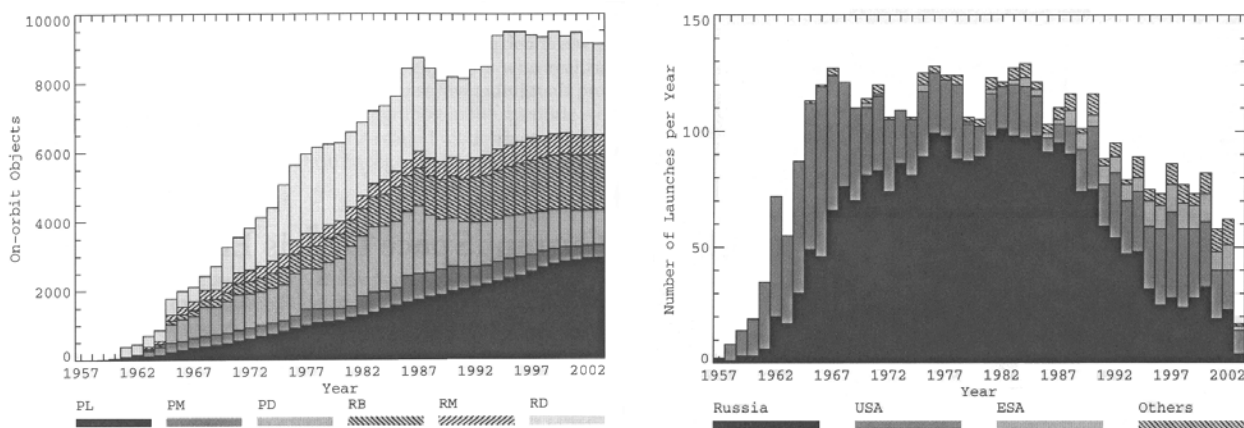 10000
8000
6000
4000
2000
0
On-orbit Objects
1957 1962 1967 1972 1977 1982 1987 1992 1997 2002
Year
PL PM PD RB RM RD
150
100
50
0
Number of Launches per Year
1957 1962 1967 1972 1977 1982 1987 1992 1997 2002
Year
Russia USA ESA Others